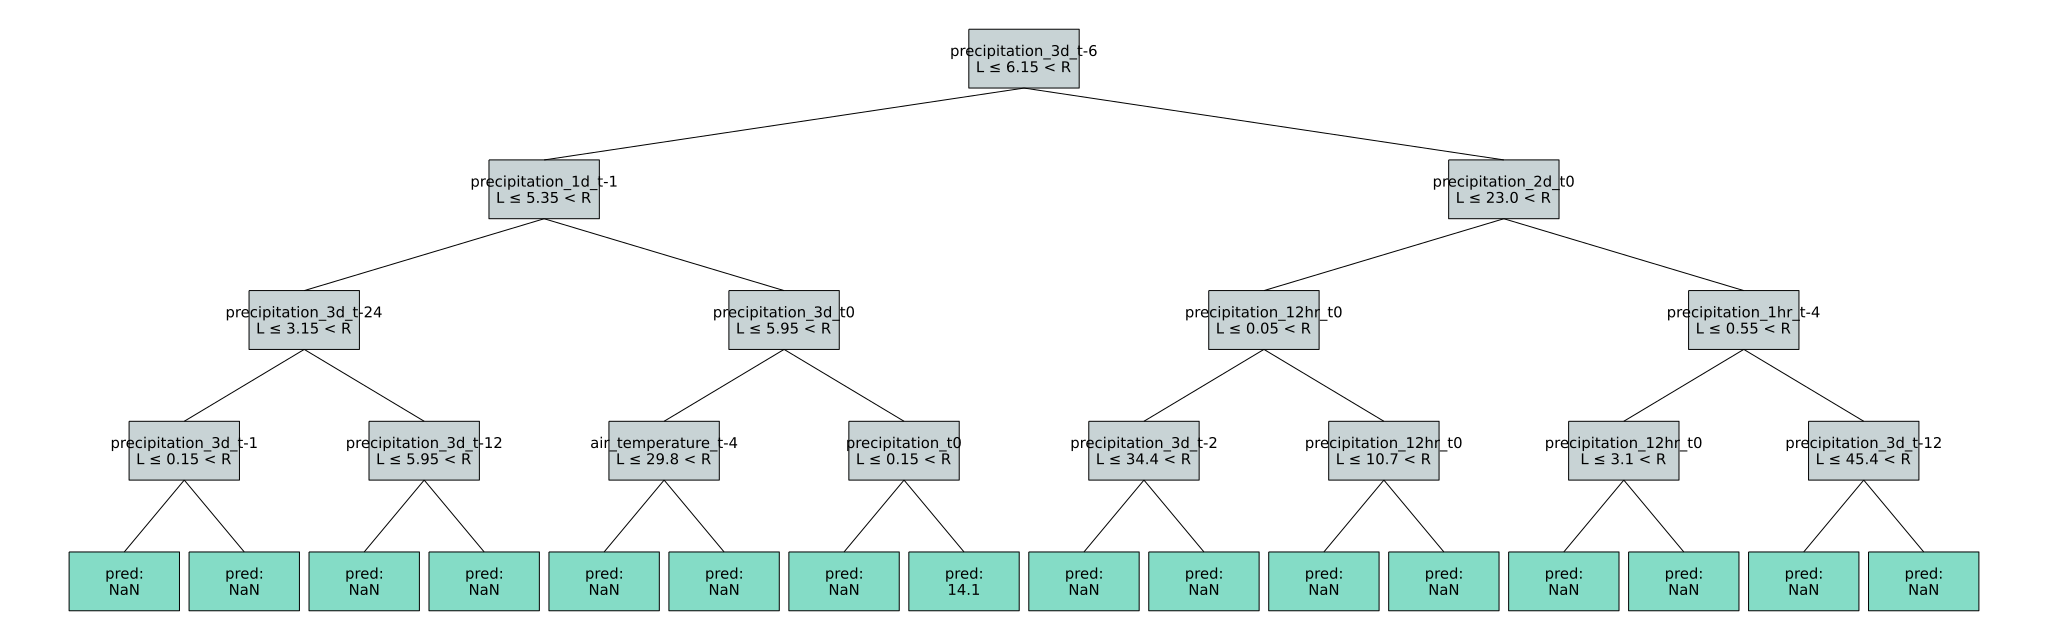 precipitation_3d_t-6
L ≤ 6.15 < R
precipitation_1d_t-1
L ≤ 5.35 < R
precipitation_2d_t0
L ≤ 23.0 < R
precipitation_3d_t-24
L ≤ 3.15 < R
precipitation_3d_t0
L ≤ 5.95 < R
precipitation_12hr_t0
L ≤ 0.05 < R
precipitation_1hr_t-4
L ≤ 0.55 < R
precipitation_3d_t-1
L ≤ 0.15 < R
precipitation_3d_t-12
L ≤ 5.95 < R
air_temperature_t-4
L ≤ 29.8 < R
precipitation_t0
L ≤ 0.15 < R
precipitation_3d_t-2
L ≤ 34.4 < R
precipitation_12hr_t0
L ≤ 10.7 < R
precipitation_12hr_t0
L ≤ 3.1 < R
precipitation_3d_t-12
L ≤ 45.4 < R
pred:
NaN
pred:
NaN
pred:
NaN
pred:
NaN
pred:
NaN
pred:
NaN
pred:
NaN
pred:
14.1
pred:
NaN
pred:
NaN
pred:
NaN
pred:
NaN
pred:
NaN
pred:
NaN
pred:
NaN
pred:
NaN